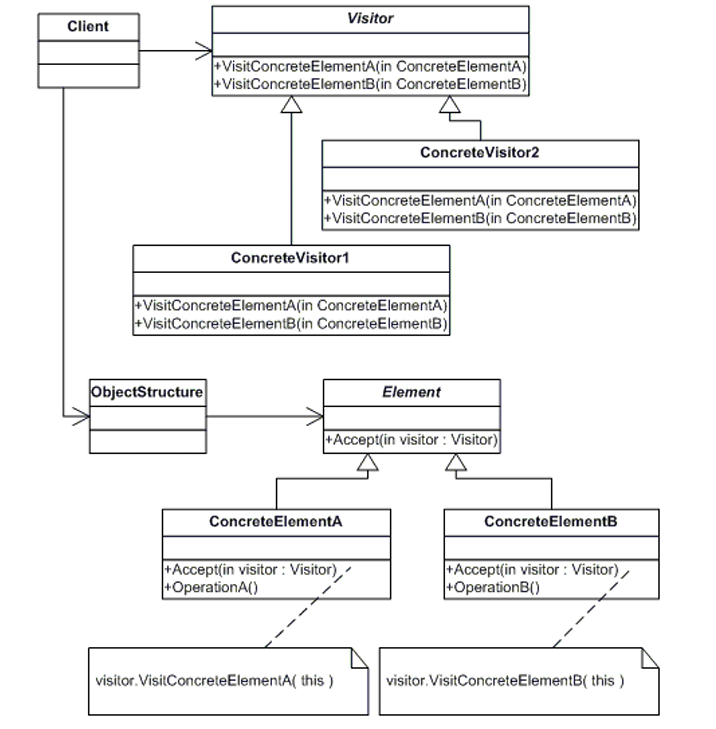 Client
Visitor
+VisitConcreteElementA(in ConcreteElementA)
+VisitConcreteElementB(in ConcreteElementB)
ConcreteVisitor2
+VisitConcreteElementA(in ConcreteElementA)
+VisitConcreteElementB(in ConcreteElementB)
ConcreteVisitor1
+VisitConcreteElementA(in ConcreteElementA)
+VisitConcreteElementB(in ConcreteElementB)
ObjectStructure
Element
+Accept(in visitor : Visitor)
ConcreteElementA
+Accept(in visitor : Visitor)
+OperationA()
ConcreteElementB
+Accept(in visitor : Visitor)
+OperationB()
visitor.VisitConcreteElementA( this )
visitor.VisitConcreteElementB( this )